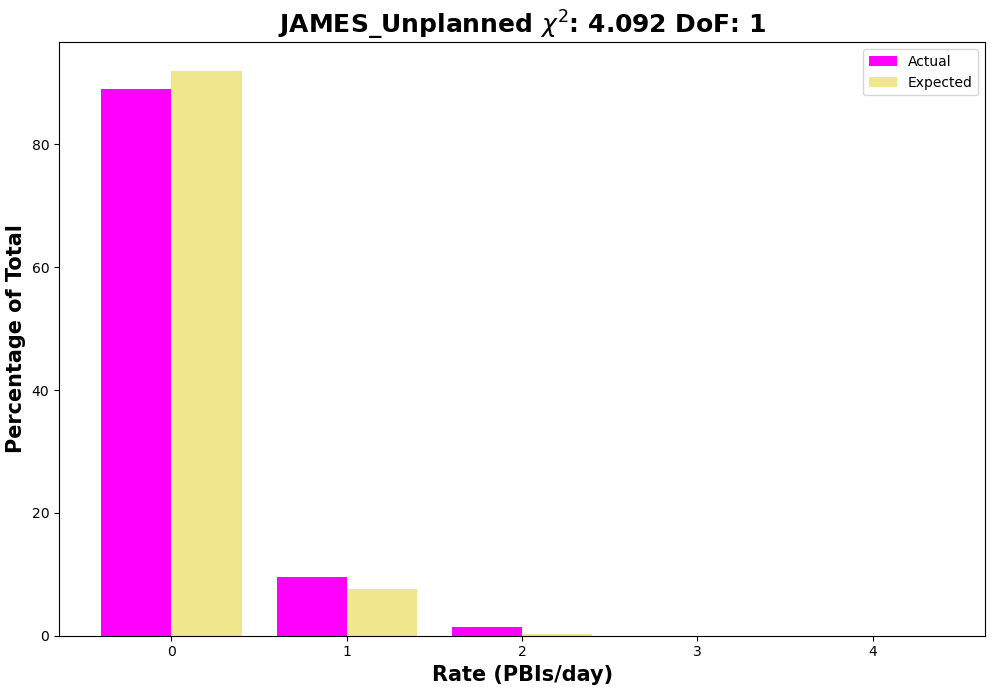 JAMES_Unplanned χ²: 4.092 DoF: 1
Actual
Expected
Percentage of Total
80
60
40
20
0
0 1 2 3 4
Rate (PBIs/day)